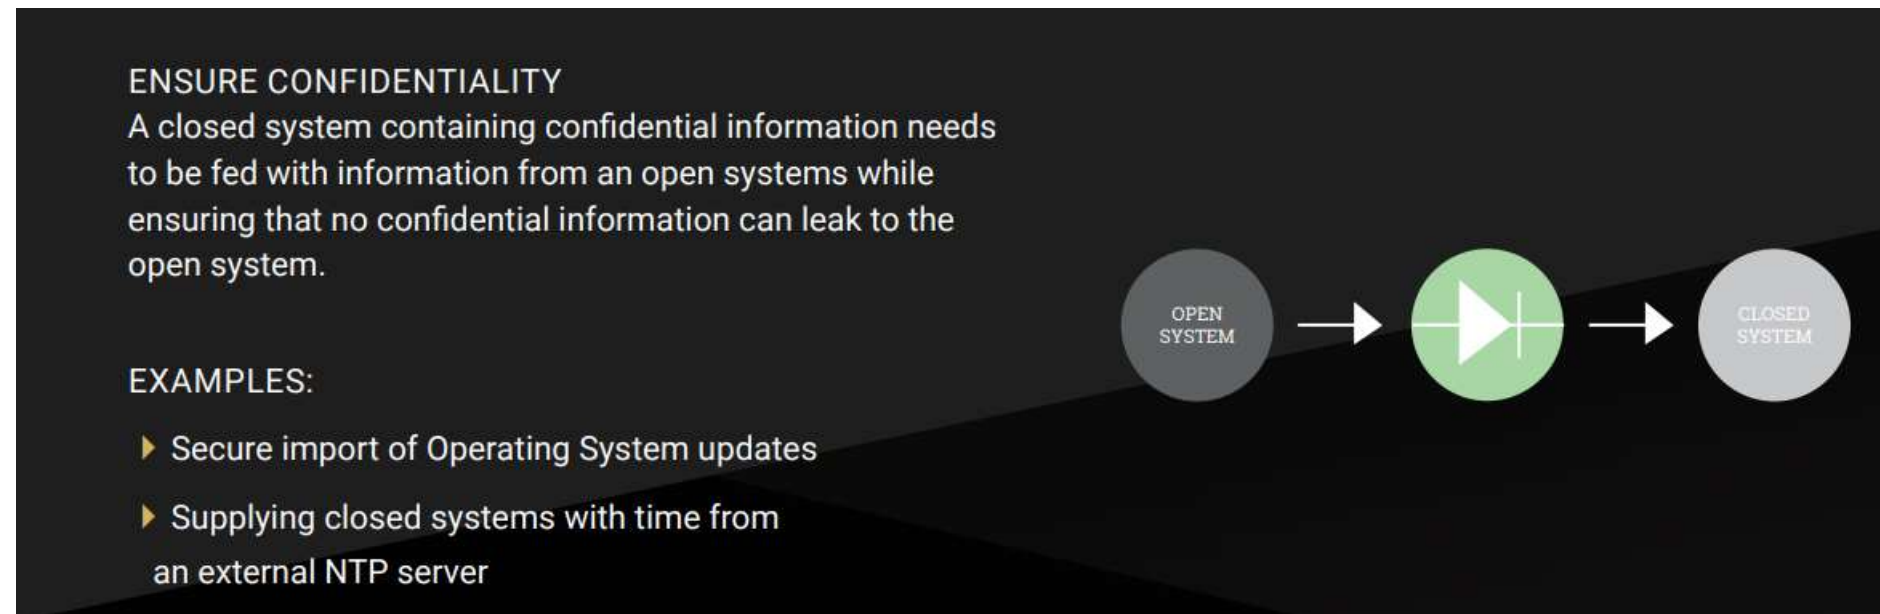 ENSURE CONFIDENTIALITY
A closed system containing confidential information needs
to be fed with information from an open systems while
ensuring that no confidential information can leak to the
open system.
EXAMPLES:
Secure import of Operating System updates
Supplying closed systems with time from
an external NTP server
OPEN
SYSTEM
CLOSED
SYSTEM